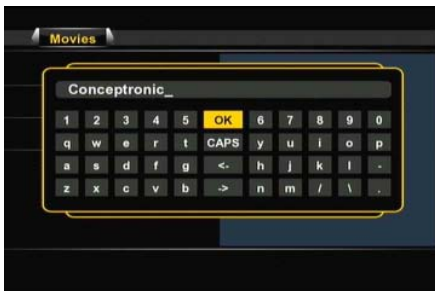 Movies
Conceptronic_
1 2 3 4 5 OK 6 7 8 9 0
q w e r t CAPS y u i o p
a s d f g <- h j k l -
z x c v b -> n m / \ .